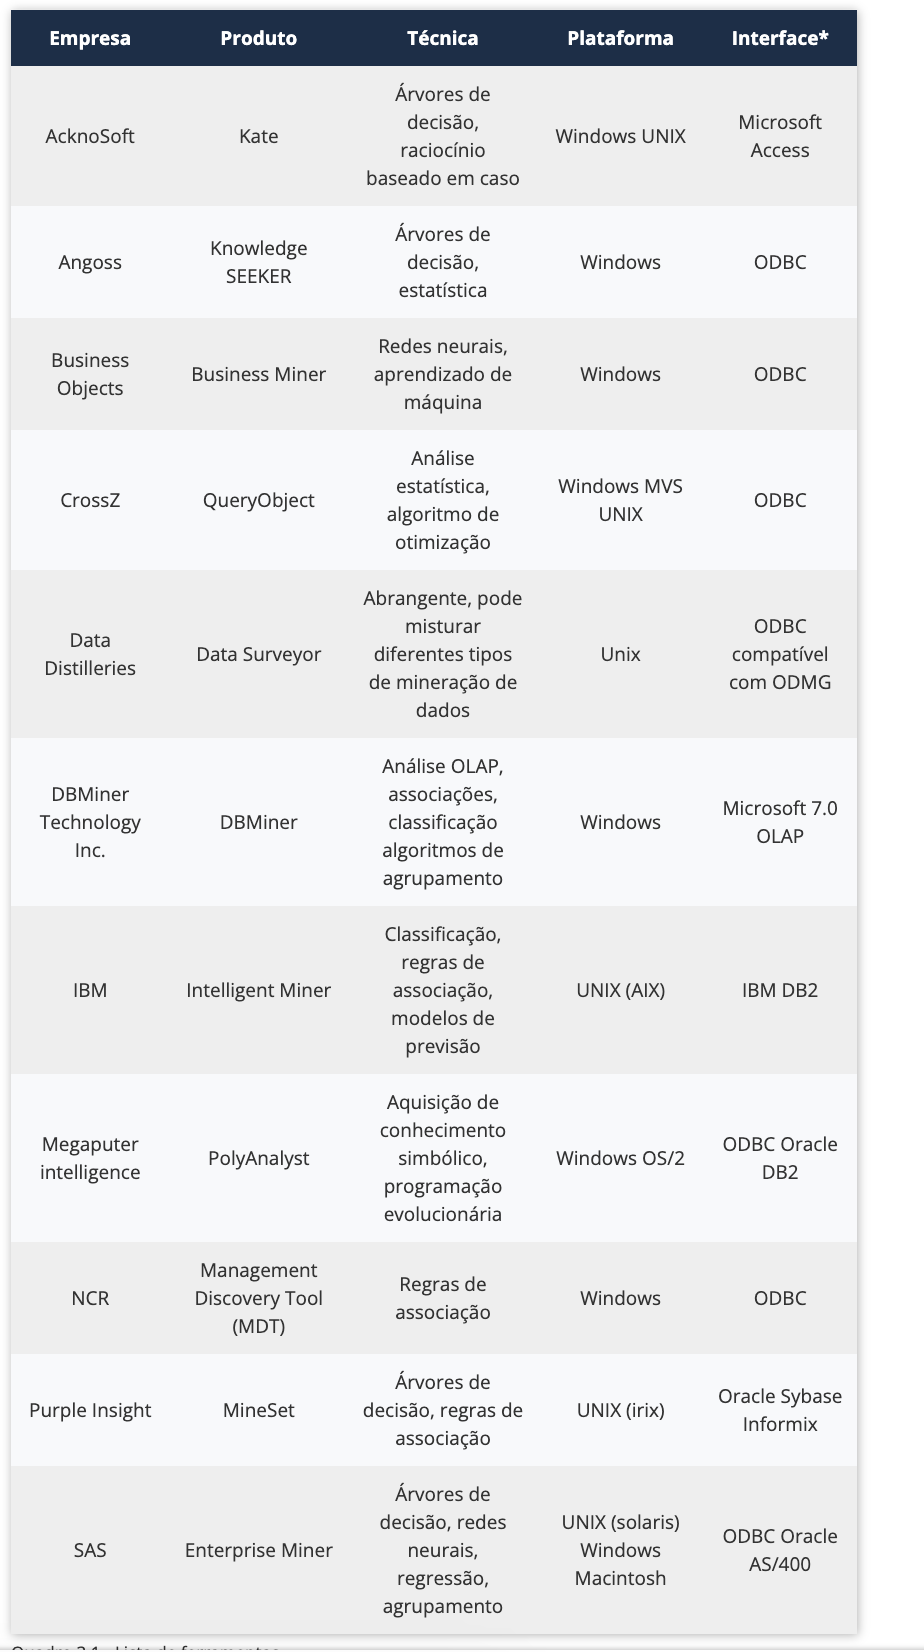 Empresa Produto Técnica Plataforma Interface*
AcknoSoft
Kate
Árvores de
decisão,
raciocínio
baseado em caso
Windows UNIX
Microsoft
Access
Angoss
Knowledge
SEEKER
Árvores de
decisão,
estatística
Windows
ODBC
Business
Objects
Business Miner
Redes neurais,
aprendizado de
máquina
Windows
ODBC
CrossZ
QueryObject
Análise
estatística,
algoritmo de
otimização
Windows MVS
UNIX
ODBC
Data
Distilleries
Data Surveyor
Abrangente, pode
misturar
diferentes tipos
de mineração de
dados
Unix
ODBC
compatível
com ODMG
DBMiner
Technology
Inc.
DBMiner
Análise OLAP,
associações,
classificação
algoritmos de
agrupamento
Windows
Microsoft 7.0
OLAP
IBM
Intelligent Miner
Classificação,
regras de
associação,
modelos de
previsão
UNIX (AIX)
IBM DB2
Megaputer
intelligence
PolyAnalyst
Aquisição de
conhecimento
simbólico,
programação
evolucionária
Windows OS/2
ODBC Oracle
DB2
NCR
Management
Discovery Tool
(MDT)
Regras de
associação
Windows
ODBC
Purple Insight
MineSet
Árvores de
decisão, regras de
associação
UNIX (irix)
Oracle Sybase
Informix
SAS
Enterprise Miner
Árvores de
decisão, redes
neurais,
regressão,
agrupamento
UNIX (solaris)
Windows
Macintosh
ODBC Oracle
AS/400